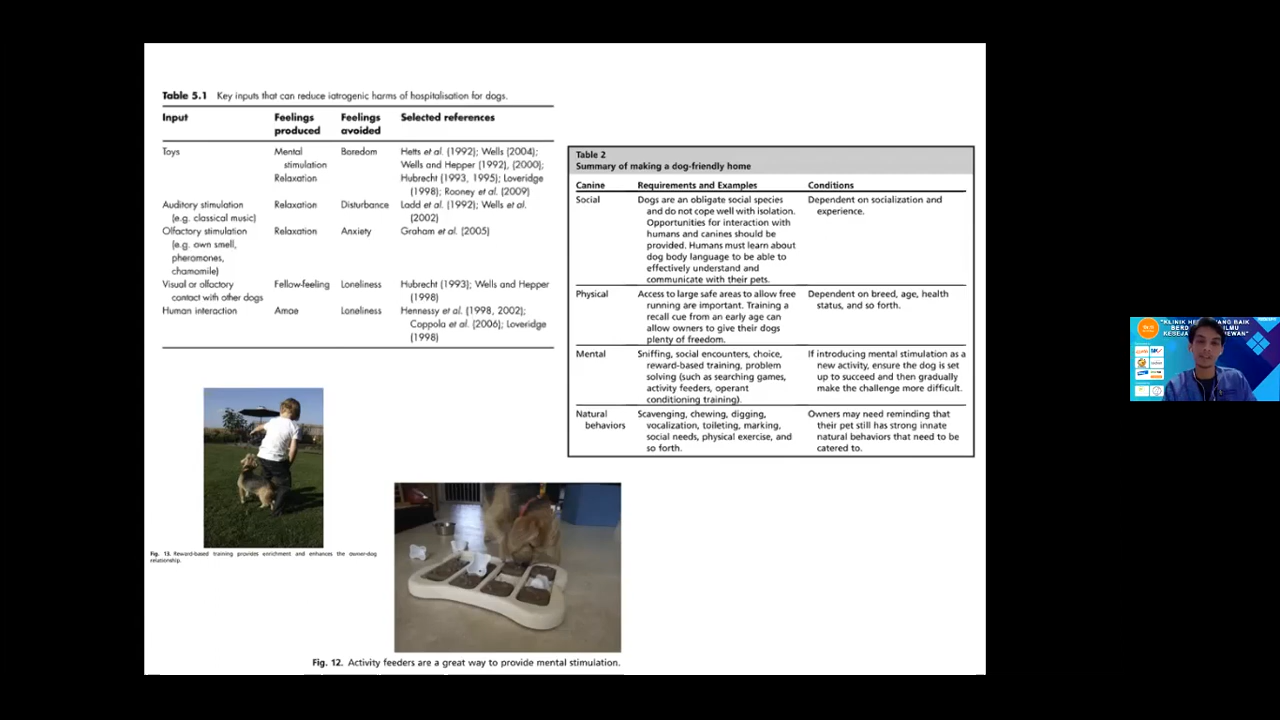 Table 5.1 Key inputs that can reduce iatrogenic harms of hospitalisation for dogs.
Input Feelings produced Feelings avoided Selected references
Toys Mental stimulation Boredom Hetts et al. (1992); Wells (2004);
Wells and Hepper (1992), (2000);
Relaxation Hubrecht (1993, 1995); Loveridge
(1998); Rooney et al. (2009)
Auditory stimulation Relaxation Disturbance Ladd et al. (1992); Wells et al.
(e.g. classical music) (2002)
Olfactory stimulation Relaxation Anxiety Graham et al. (2005)
(e.g. own smell,
pheromones,
chamomile)
Visual or olfactory Fellow-feeling Loneliness Hubrecht (1993); Wells and Hepper
contact with other dogs (1998)
Human interaction Amae Loneliness Hennessy et al. (1998, 2002);
Coppola et al. (2006); Loveridge
(1998)
Table 2
Summary of making a dog-friendly home
Canine Requirements and Examples Conditions
Social Dogs are an obligate social species Dependent on socialization and
and do not cope well with isolation. experience.
Opportunities for interaction with
humans and canines should be
provided. Humans must learn about
dog body language to be able to
effectively understand and
communicate with their pets.
Physical Access to large safe areas to allow free Dependent on breed, age, health
running are important. Training a status, and so forth.
recall cue from an early age can
allow owners to give their dogs
plenty of freedom.
Mental Sniffing, social encounters, choice, If introducing mental stimulation as a
reward-based training, problem new activity, ensure the dog is set
solving (such as searching games, up to succeed and then gradually
activity feeders, operant make the challenge more difficult.
conditioning training).
Natural Scavenging, chewing, digging, Owners may need reminding that
behaviors vocalization, toileting, marking, their pet still has strong innate
social needs, physical exercise, and natural behaviors that need to be
so forth. catered to.
Fig. 13. Reward-based training provides enrichment and enhances the owner-dog
relationship.
Fig. 12. Activity feeders are a great way to provide mental stimulation.
"KLINIK